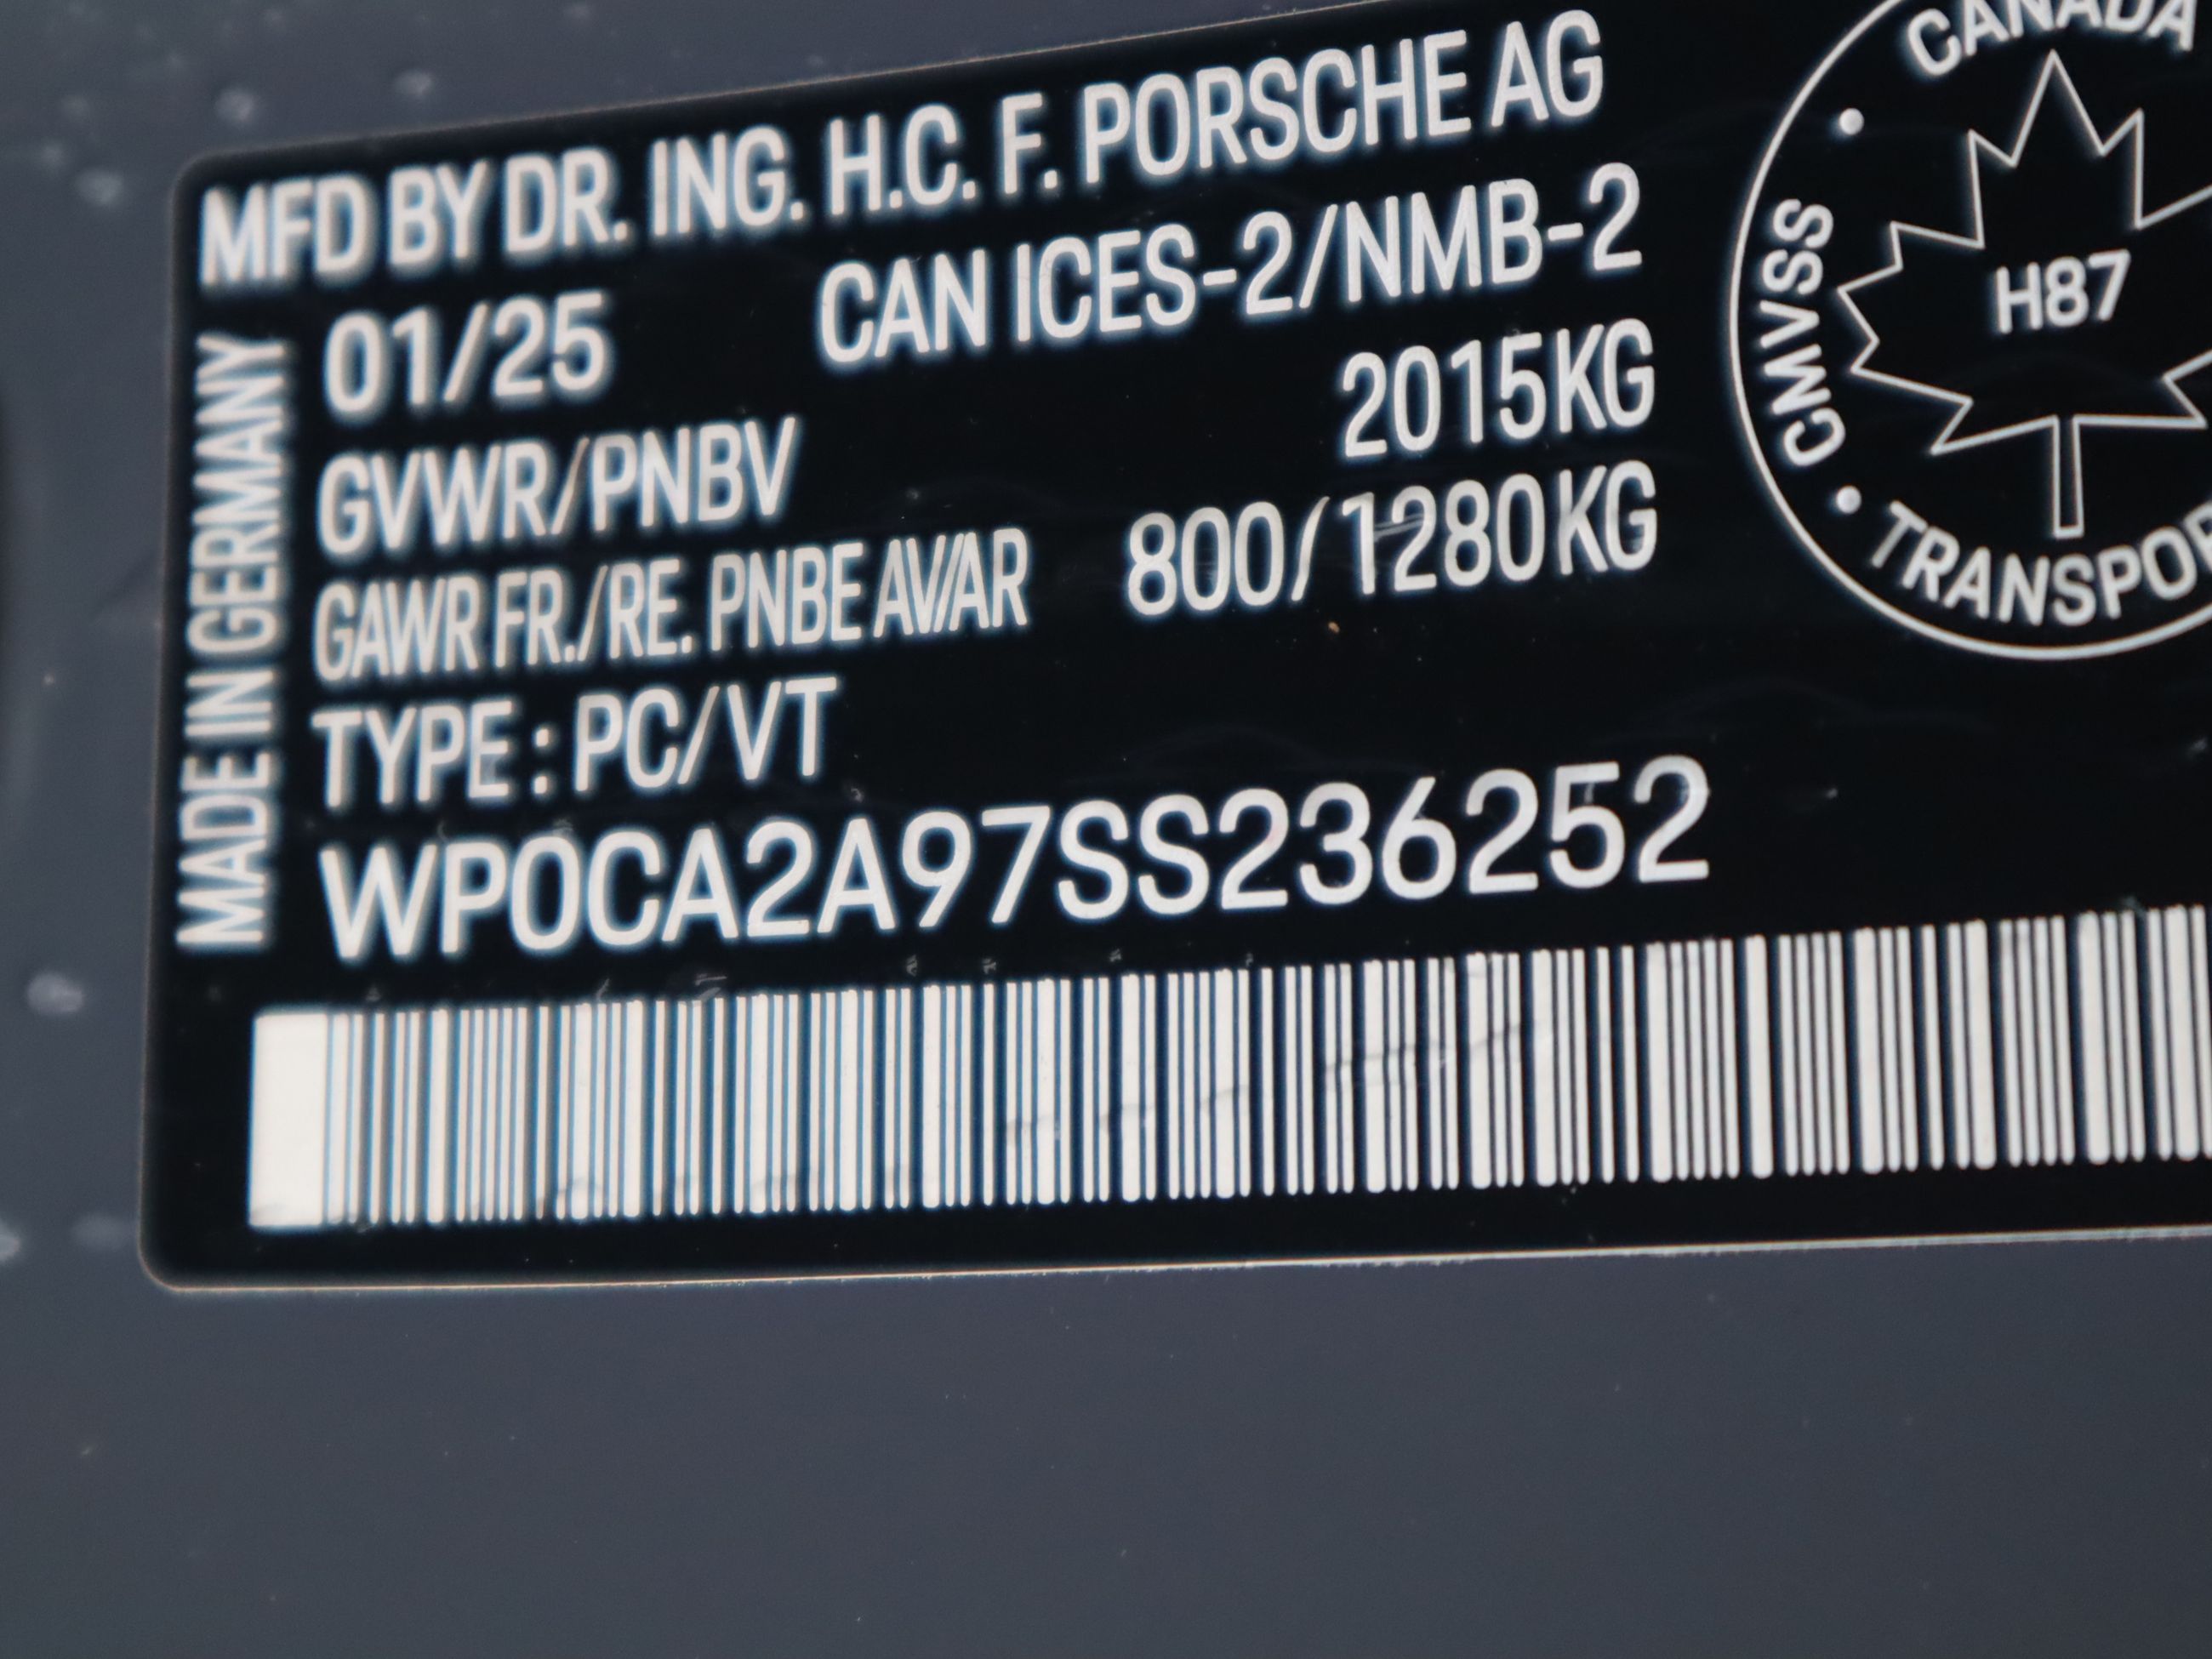 MFD BY DR. ING. H.C. F. PORSCHE AG
01/25 CAN ICES-2/NMB-2
GVWR/PNBV 2015KG
GAWR FR./RE. PNBE AV/AR 800/1280KG
TYPE : PC/VT
WP0CA2A97SS236252
MADE IN GERMANY
CANADA
CMVSS
H87
TRANSPOR